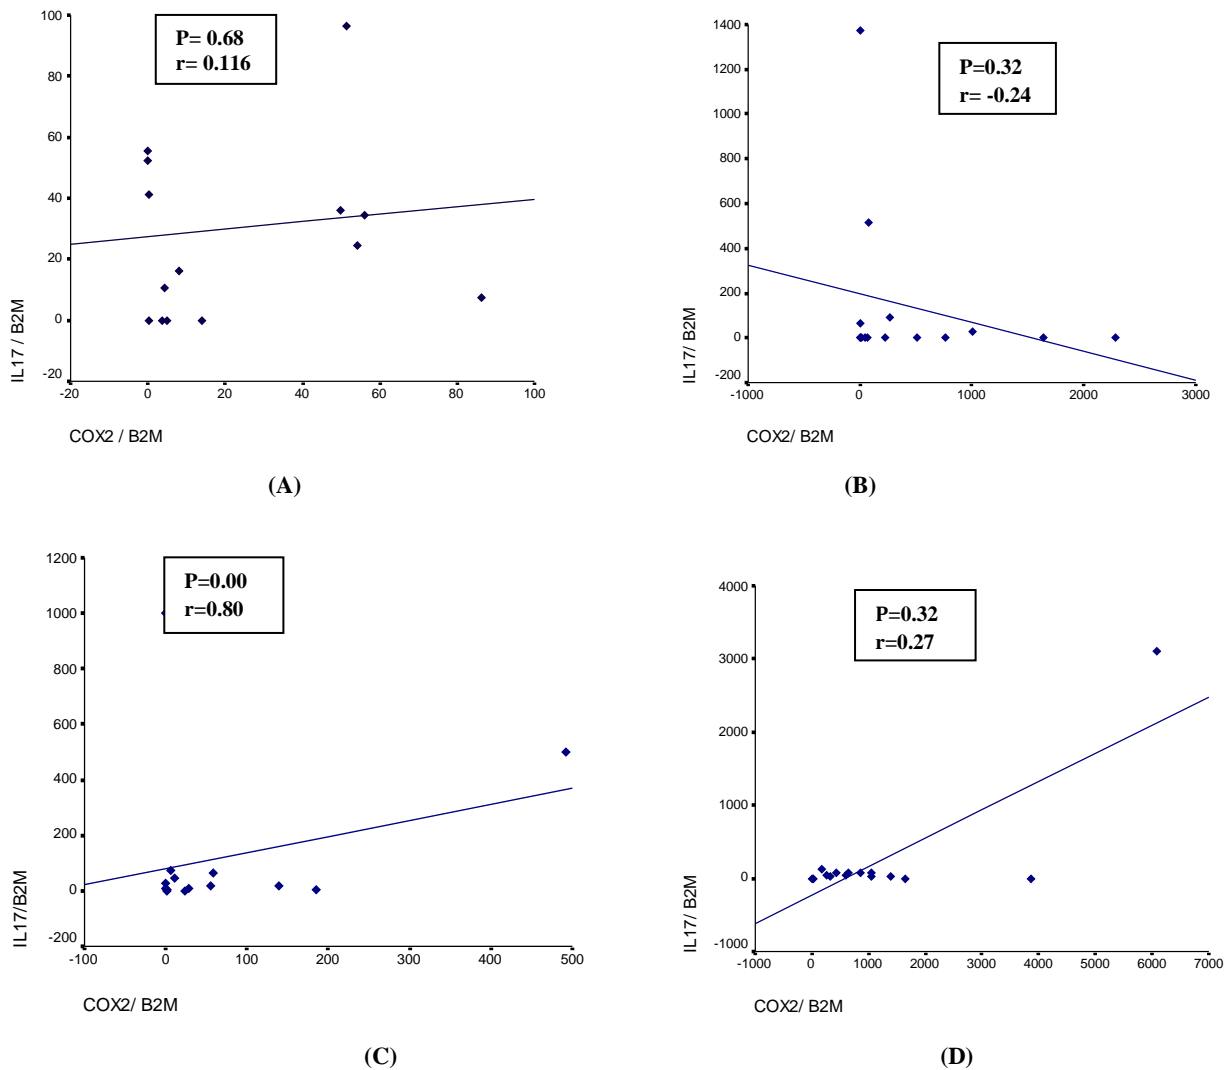 100
80
60
40
20
0
-20
-20 0 20 40 60 80 100
IL17 / B2M
COX2 / B2M
P= 0.68
r= 0.116
(A)
1400
1200
1000
800
600
400
200
0
-200
-1000 0 1000 2000 3000
IL17/ B2M
COX2/ B2M
P=0.32
r= -0.24
(B)
1200
1000
800
600
400
200
0
-200
-100 0 100 200 300 400 500
IL17/B2M
COX2/ B2M
P=0.00
r=0.80
(C)
4000
3000
2000
1000
0
-1000
-1000 0 1000 2000 3000 4000 5000 6000 7000
IL17/ B2M
COX2/ B2M
P=0.32
r=0.27
(D)